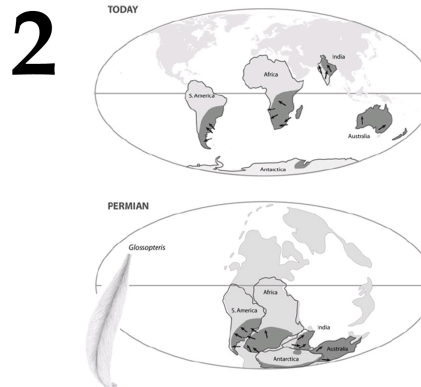 2
TODAY
India
Africa
S. America
Australia
Antarctica
PERMIAN
Glossopteris
Africa
S. America
India
Australia
Antarctica